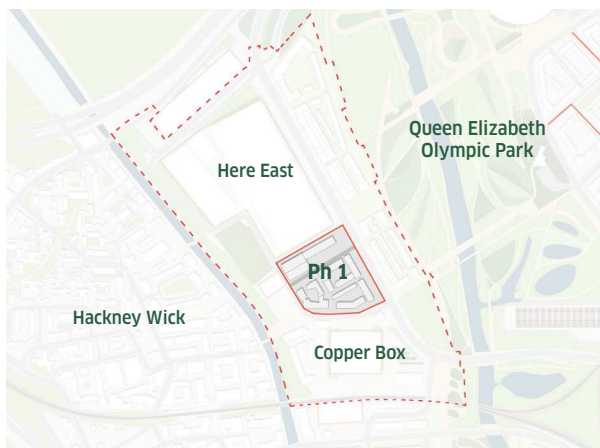 Queen Elizabeth
Olympic Park
Here East
Ph 1
Hackney Wick
Copper Box